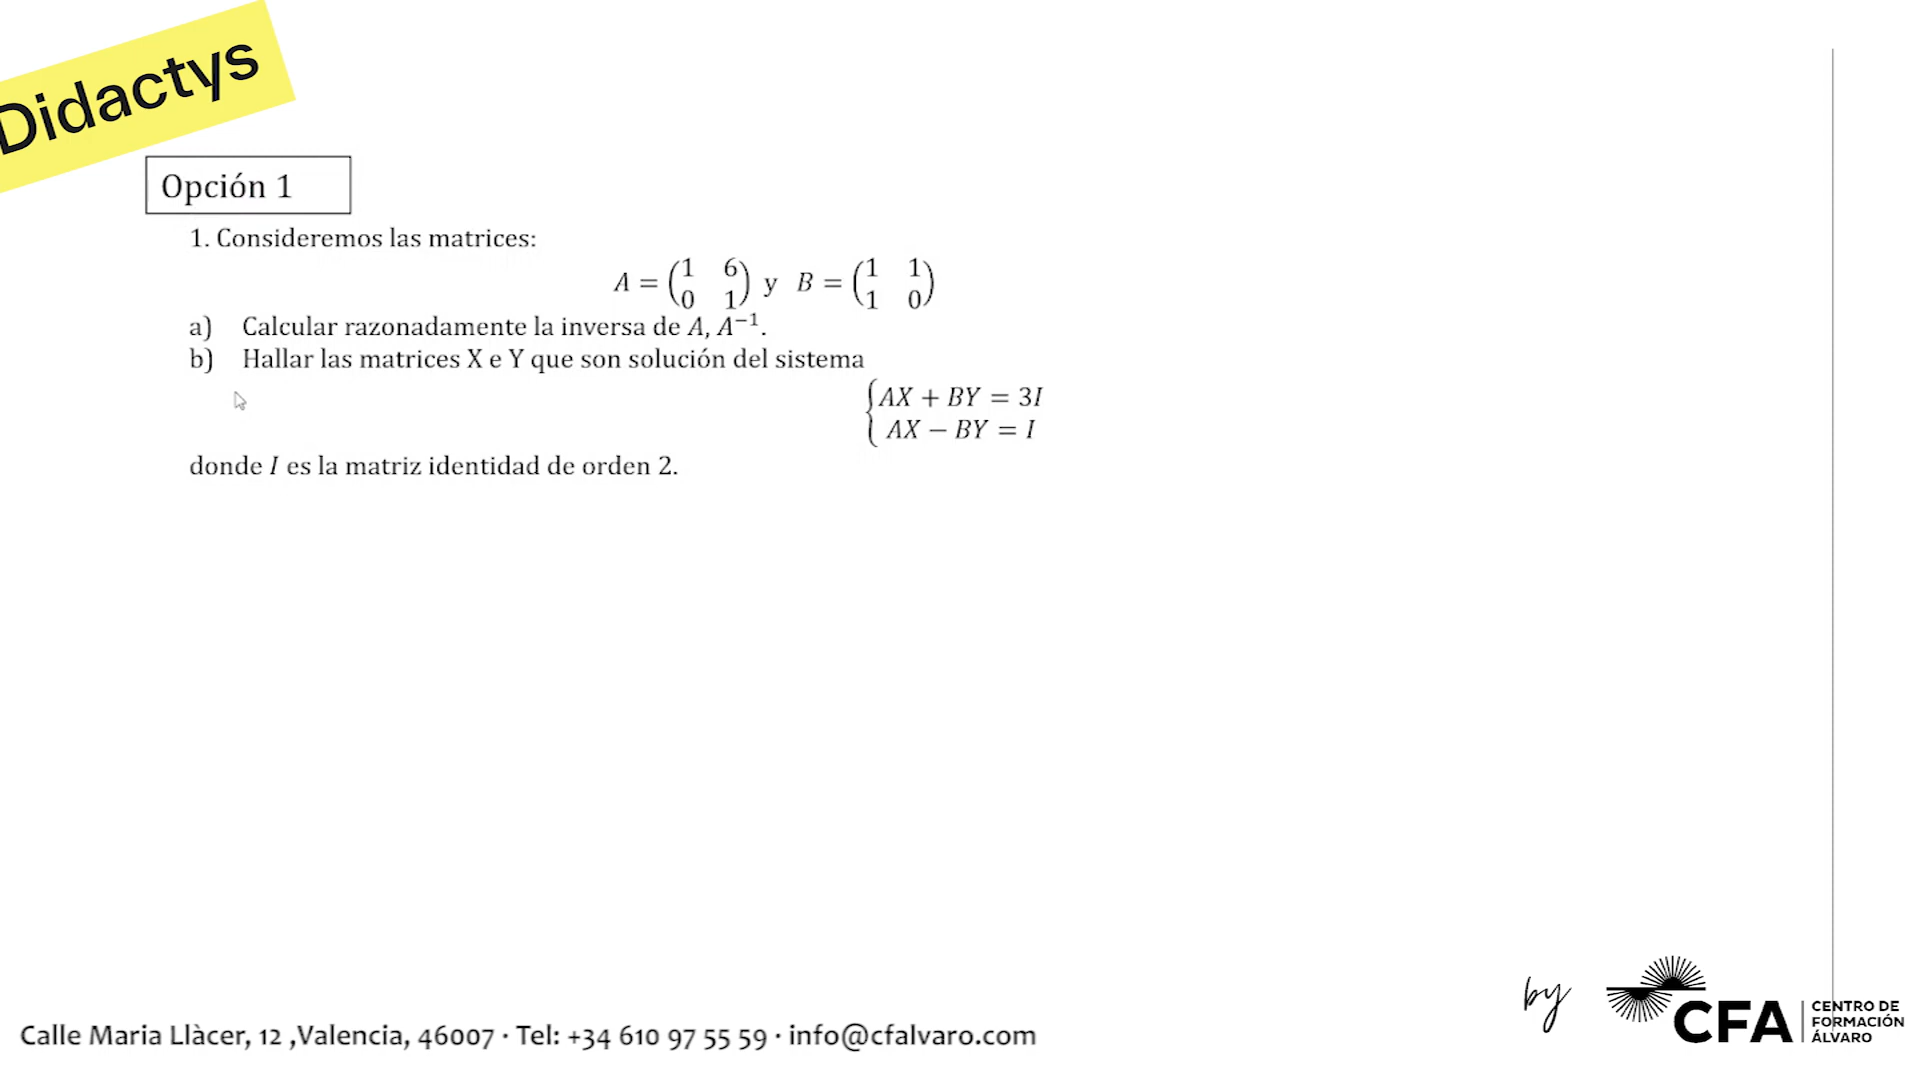 Didactys
Opción 1
1. Consideremos las matrices:
A = (1 6
0 1) y B = (1 1
1 0)
a) Calcular razonadamente la inversa de A, A⁻¹.
b) Hallar las matrices X e Y que son solución del sistema
{AX + BY = 3I
AX − BY = I
donde I es la matriz identidad de orden 2.
by
CFA
CENTRO DE
FORMACIÓN
ÁLVARO
Calle Maria Llàcer, 12 ,Valencia, 46007 · Tel: +34 610 97 55 59 · info@cfalvaro.com